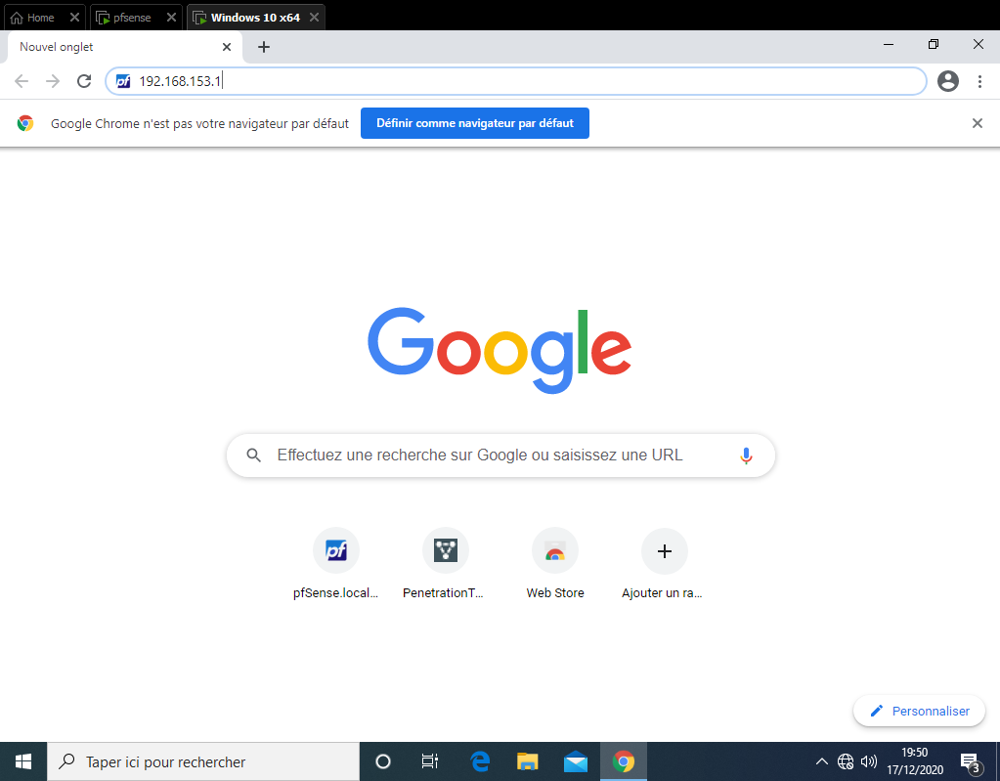 Home
pfsense
Windows 10 x64
Nouvel onglet
pf 192.168.153.1
Google Chrome n'est pas votre navigateur par défaut
Définir comme navigateur par défaut
Google
Effectuez une recherche sur Google ou saisissez une URL
pf
pfSense.local...
PenetrationT...
Web Store
Ajouter un ra...
Personnaliser
Taper ici pour rechercher
19:50
17/12/2020
3